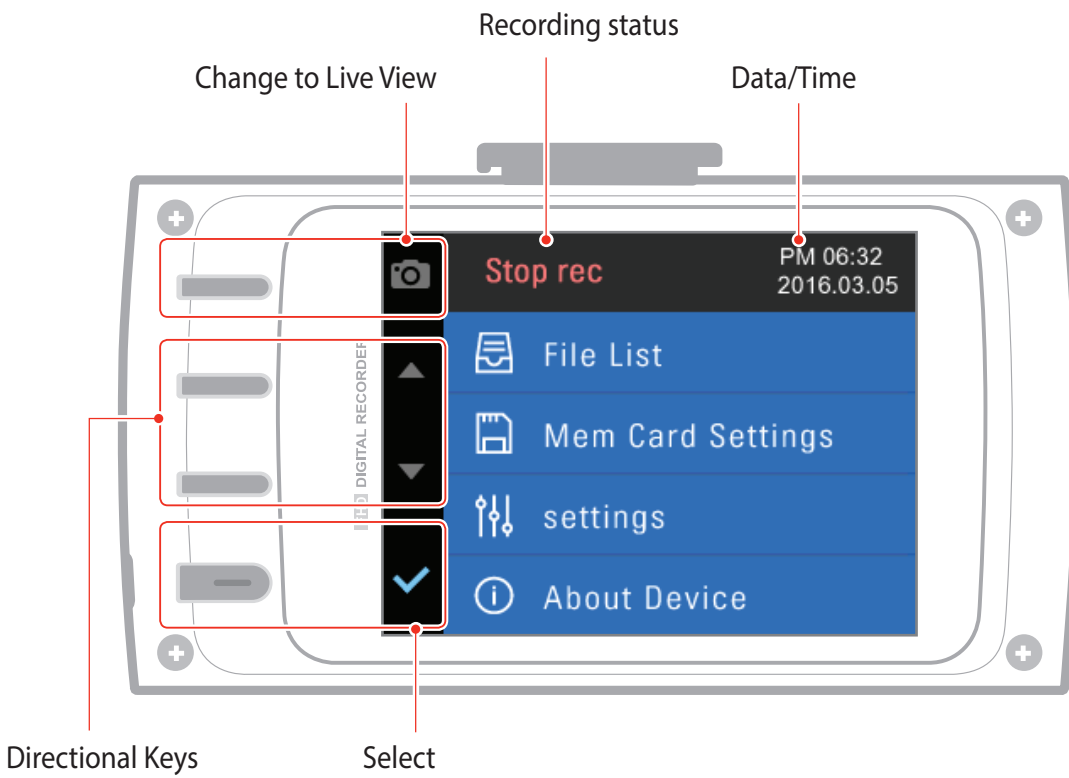 Recording status
Change to Live View
Data/Time
Stop rec
PM 06:32
2016.03.05
File List
Mem Card Settings
settings
About Device
DIGITAL RECORDER
Directional Keys
Select